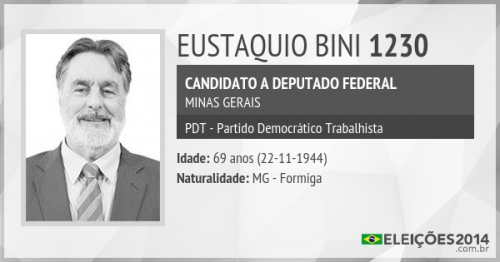 EUSTAQUIO BINI 1230
CANDIDATO A DEPUTADO FEDERAL
MINAS GERAIS
PDT - Partido Democrático Trabalhista
Idade: 69 anos (22-11-1944)
Naturalidade: MG - Formiga
ELEIÇÕES2014
.com.br